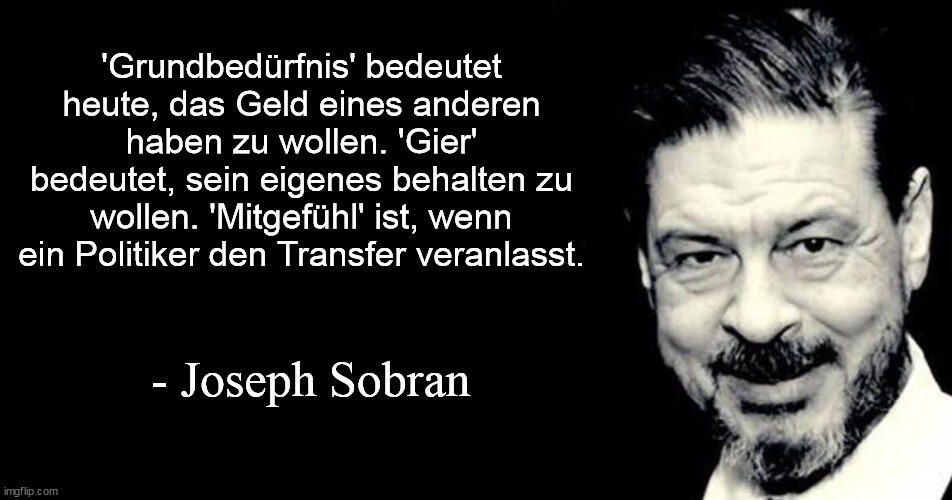 'Grundbedürfnis' bedeutet
heute, das Geld eines anderen
haben zu wollen. 'Gier'
bedeutet, sein eigenes behalten zu
wollen. 'Mitgefühl' ist, wenn
ein Politiker den Transfer veranlasst.
- Joseph Sobran
imgflip.com